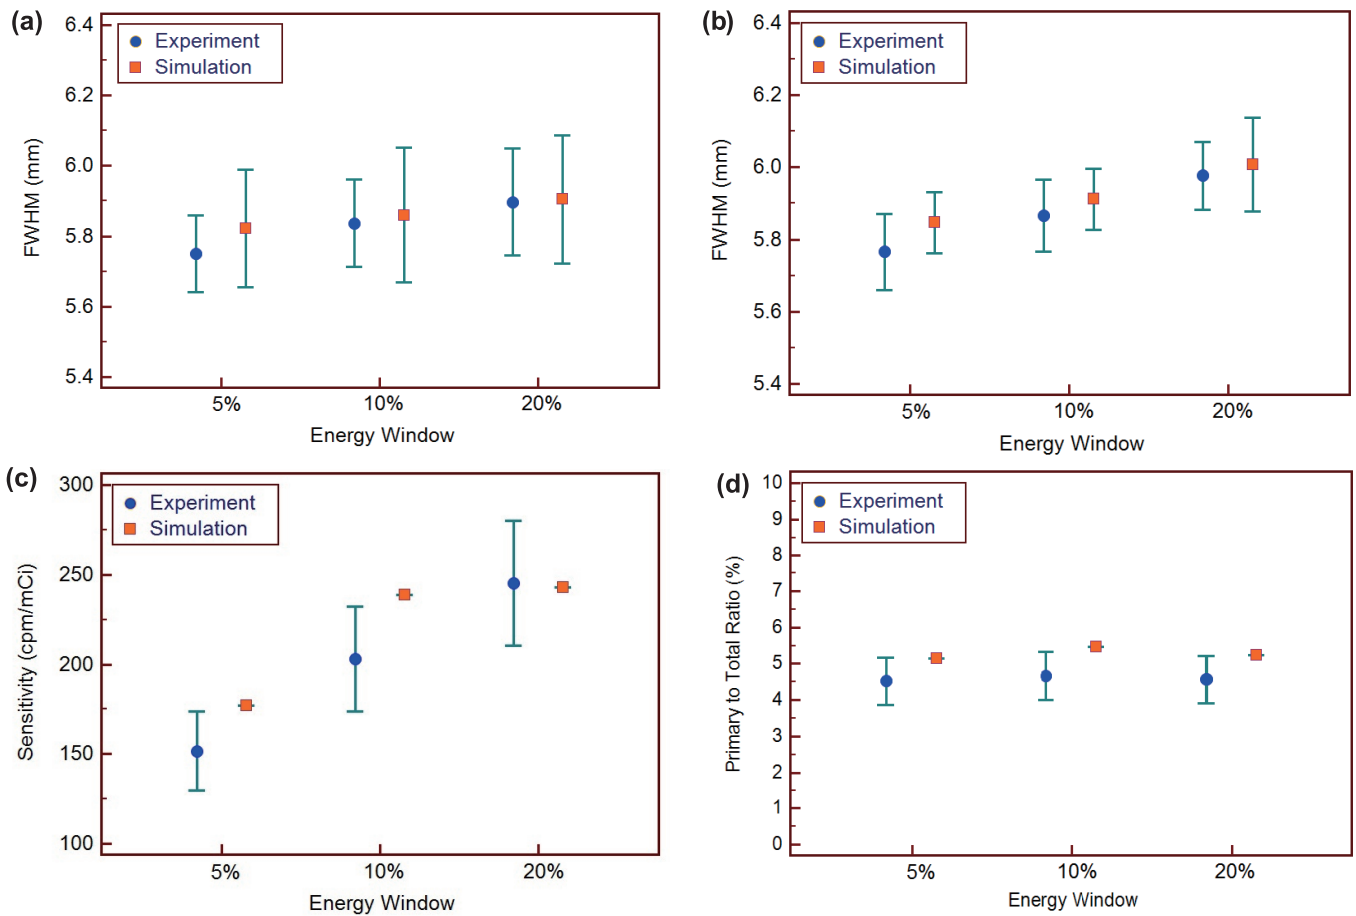 (a)
6.4
6.2
6.0
5.8
5.6
5.4
FWHM (mm)
Experiment
Simulation
5% 10% 20%
Energy Window
(b)
6.4
6.2
6.0
5.8
5.6
5.4
FWHM (mm)
Experiment
Simulation
5% 10% 20%
Energy Window
(c)
300
250
200
150
100
Sensitivity (cpm/mCi)
Experiment
Simulation
5% 10% 20%
Energy Window
(d)
10
9
8
7
6
5
4
3
2
1
0
Primary to Total Ratio (%)
Experiment
Simulation
5% 10% 20%
Energy Window